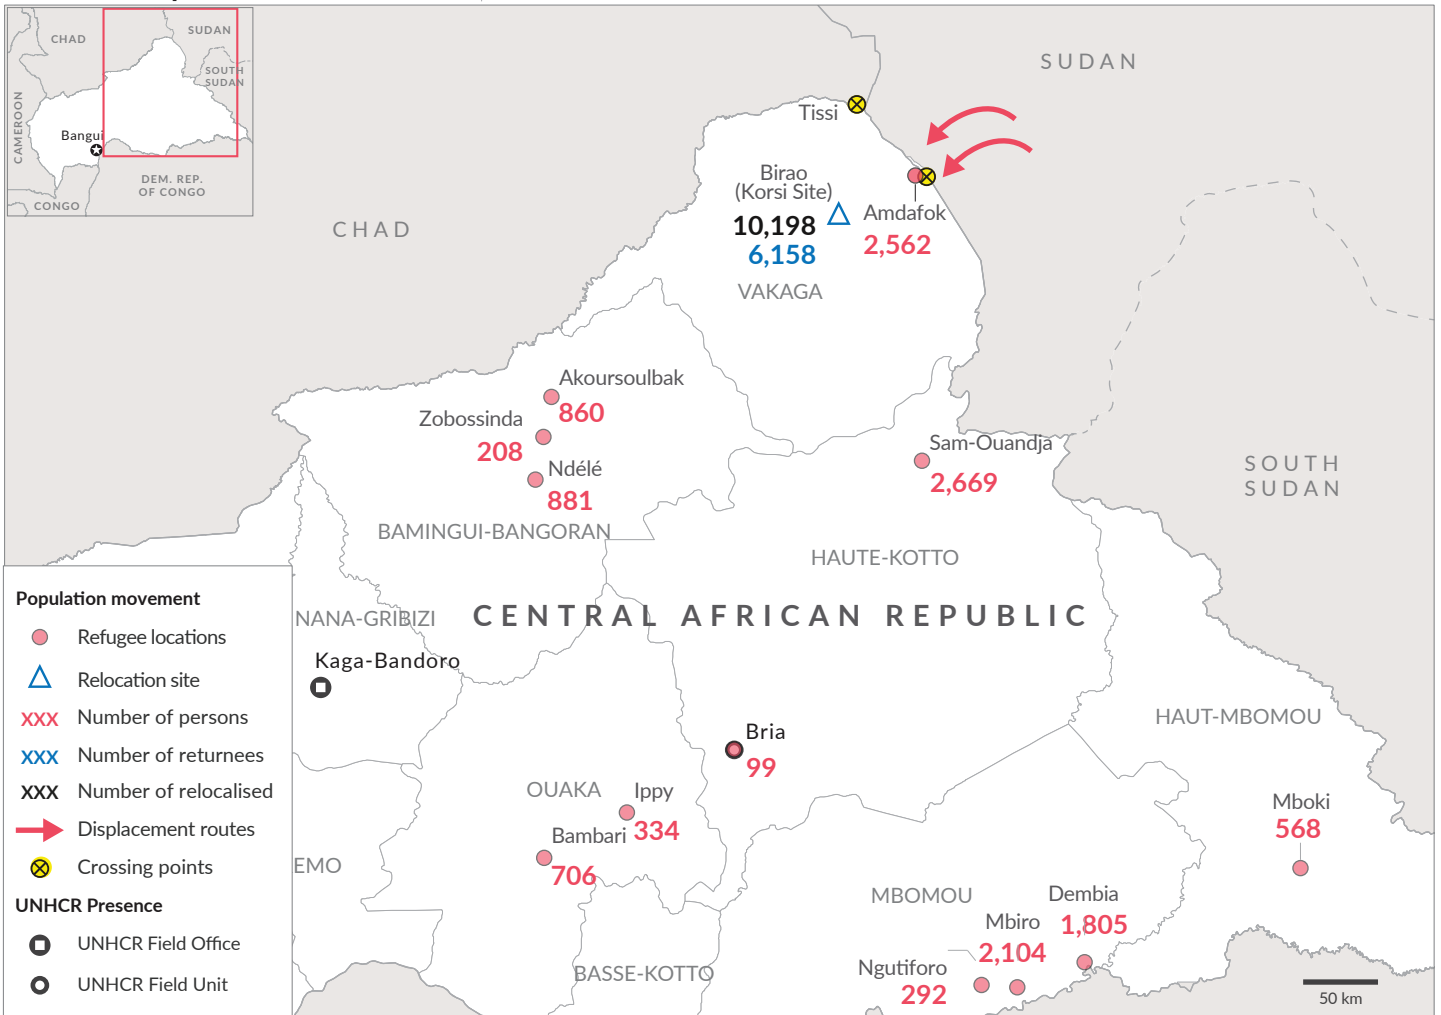 CHAD
SUDAN
SOUTH
SUDAN
CAMEROON
Bangui
DEM. REP.
OF CONGO
CONGO
SUDAN
Tissi
Birao
(Korsi Site)
10,198
6,158
Amdafok
2,562
CHAD
VAKAGA
Akoursoulbak
860
Zobossinda
208
Ndélé
881
Sam-Ouandja
2,669
SOUTH
SUDAN
BAMINGUI-BANGORAN
HAUTE-KOTTO
NANA-GRIBIZI
CENTRAL AFRICAN REPUBLIC
Kaga-Bandoro
HAUT-MBOMOU
Bria
99
OUAKA
Ippy
334
Bambari
706
Mboki
568
EMO
MBOMOU
Dembia
1,805
Mbiro
2,104
Ngutiforo
292
BASSE-KOTTO
50 km
Population movement
Refugee locations
Relocation site
XXX Number of persons
XXX Number of returnees
XXX Number of relocalised
Displacement routes
Crossing points
UNHCR Presence
UNHCR Field Office
UNHCR Field Unit